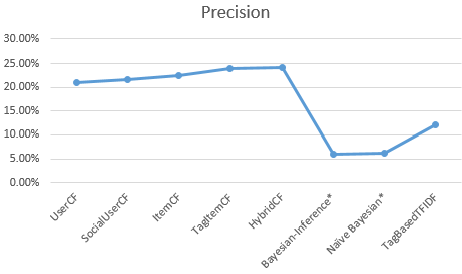 Precision
30.00%
25.00%
20.00%
15.00%
10.00%
5.00%
0.00%
UserCF
SocialUserCF
ItemCF
TagItemCF
HybridCF
Bayesian-Inference*
Naïve Bayesian*
TagBasedTFIDF